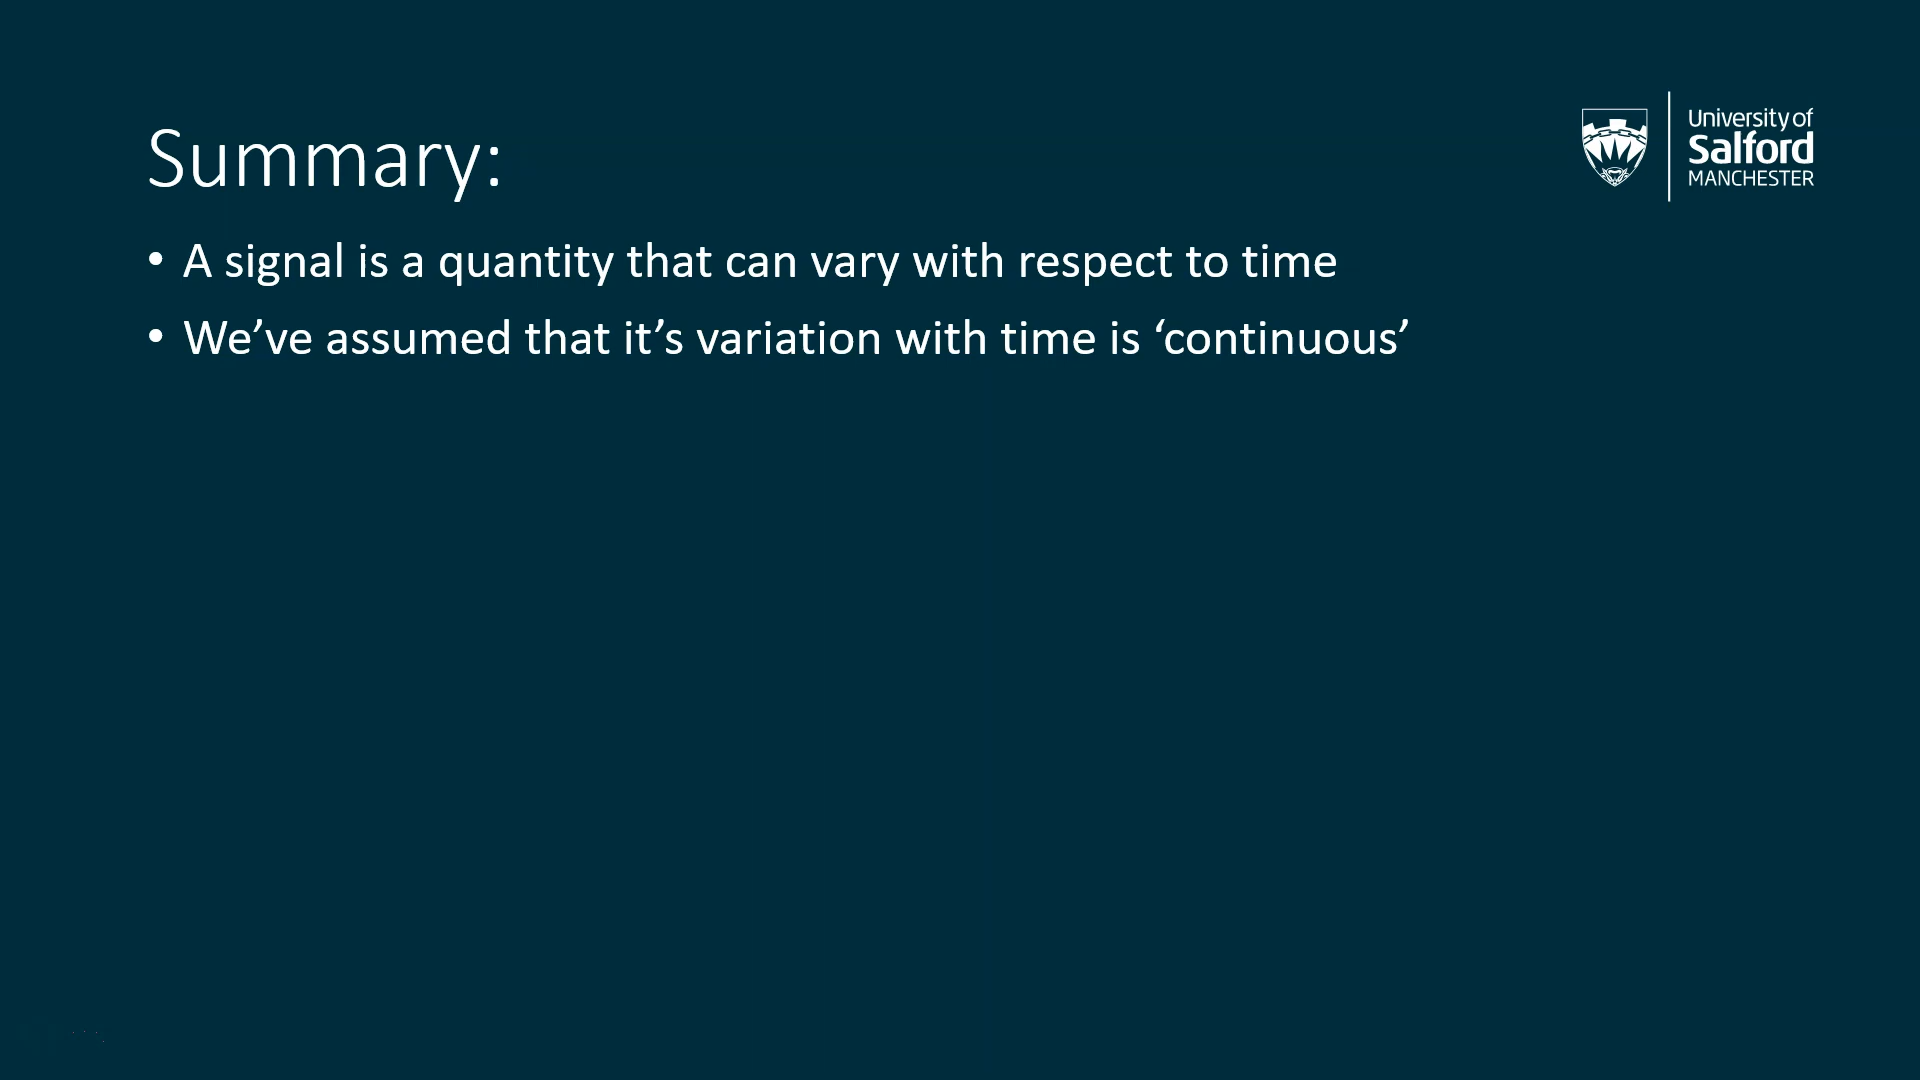 Summary:
University of
Salford
MANCHESTER
• A signal is a quantity that can vary with respect to time
• We’ve assumed that it’s variation with time is ‘continuous’